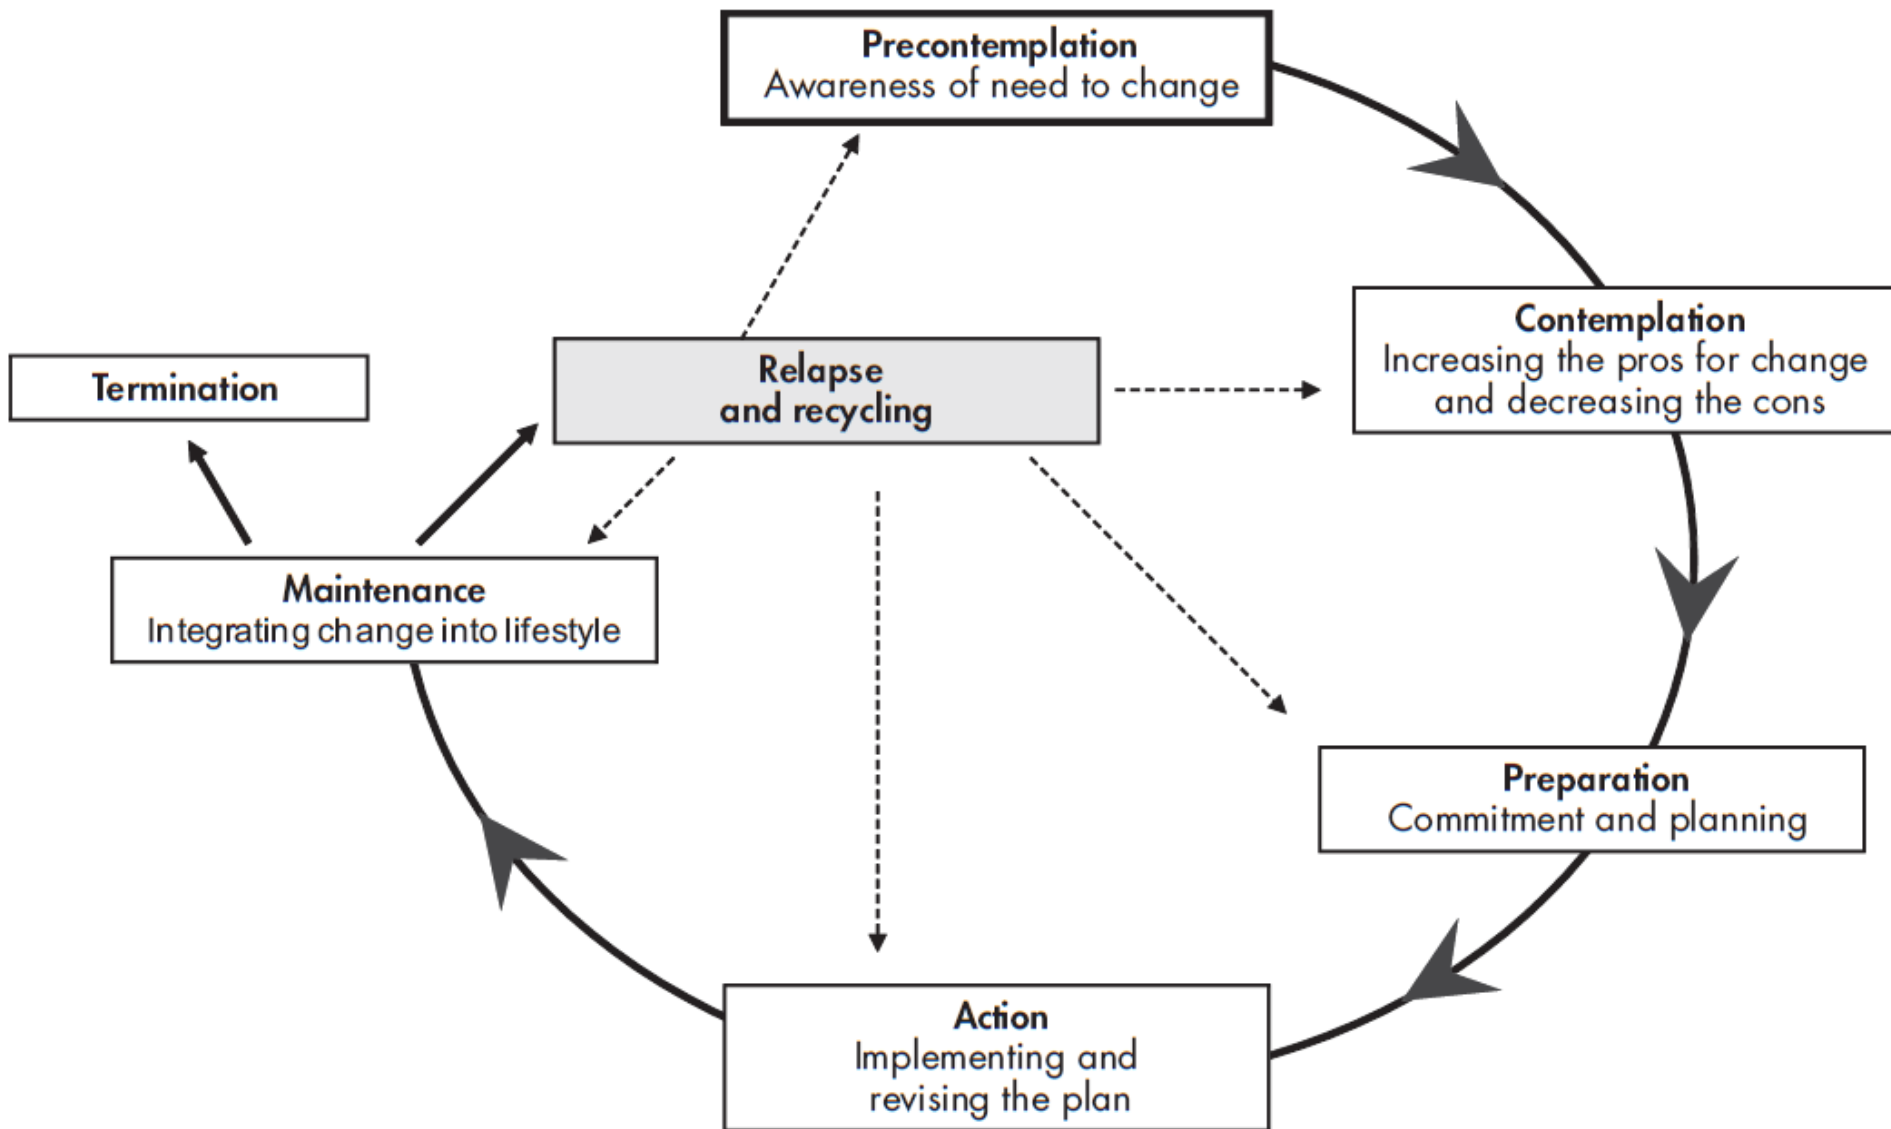 Precontemplation
Awareness of need to change
Contemplation
Increasing the pros for change
and decreasing the cons
Relapse
and recycling
Termination
Maintenance
Integrating change into lifestyle
Preparation
Commitment and planning
Action
Implementing and
revising the plan